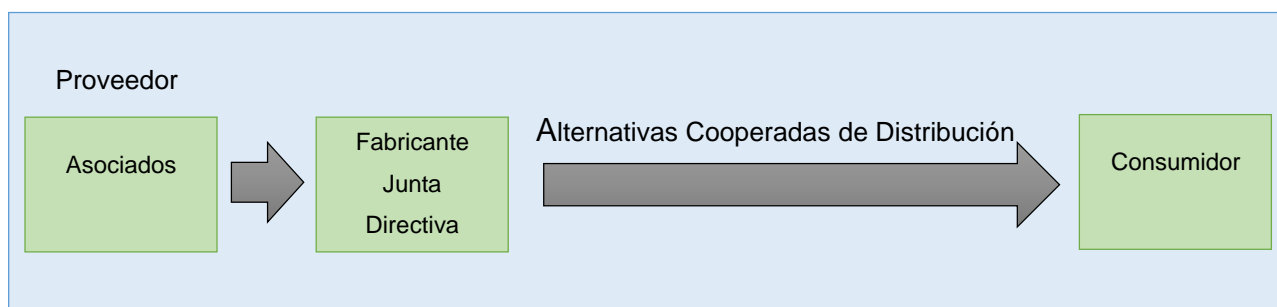 Proveedor
Asociados
Fabricante
Junta
Directiva
Alternativas Cooperadas de Distribución
Consumidor